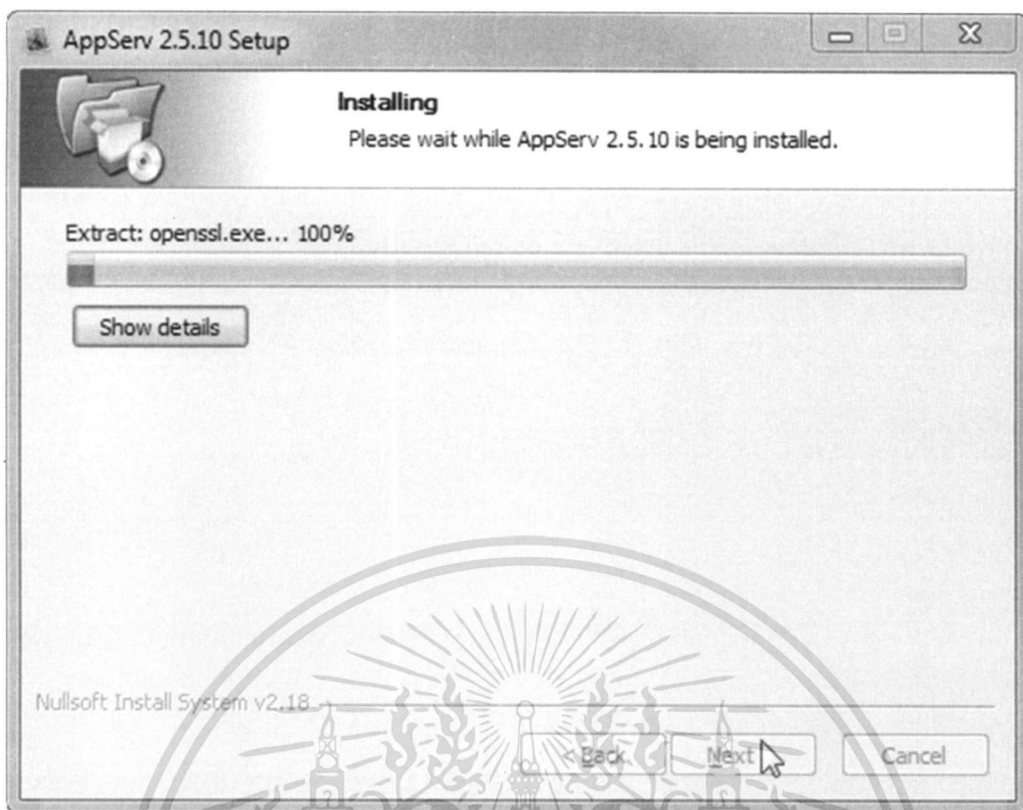 AppServ 2.5.10 Setup
Installing
Please wait while AppServ 2.5.10 is being installed.
Extract: openssl.exe... 100%
Show details
Nullsoft Install System v2.18
< Back
Next
Cancel